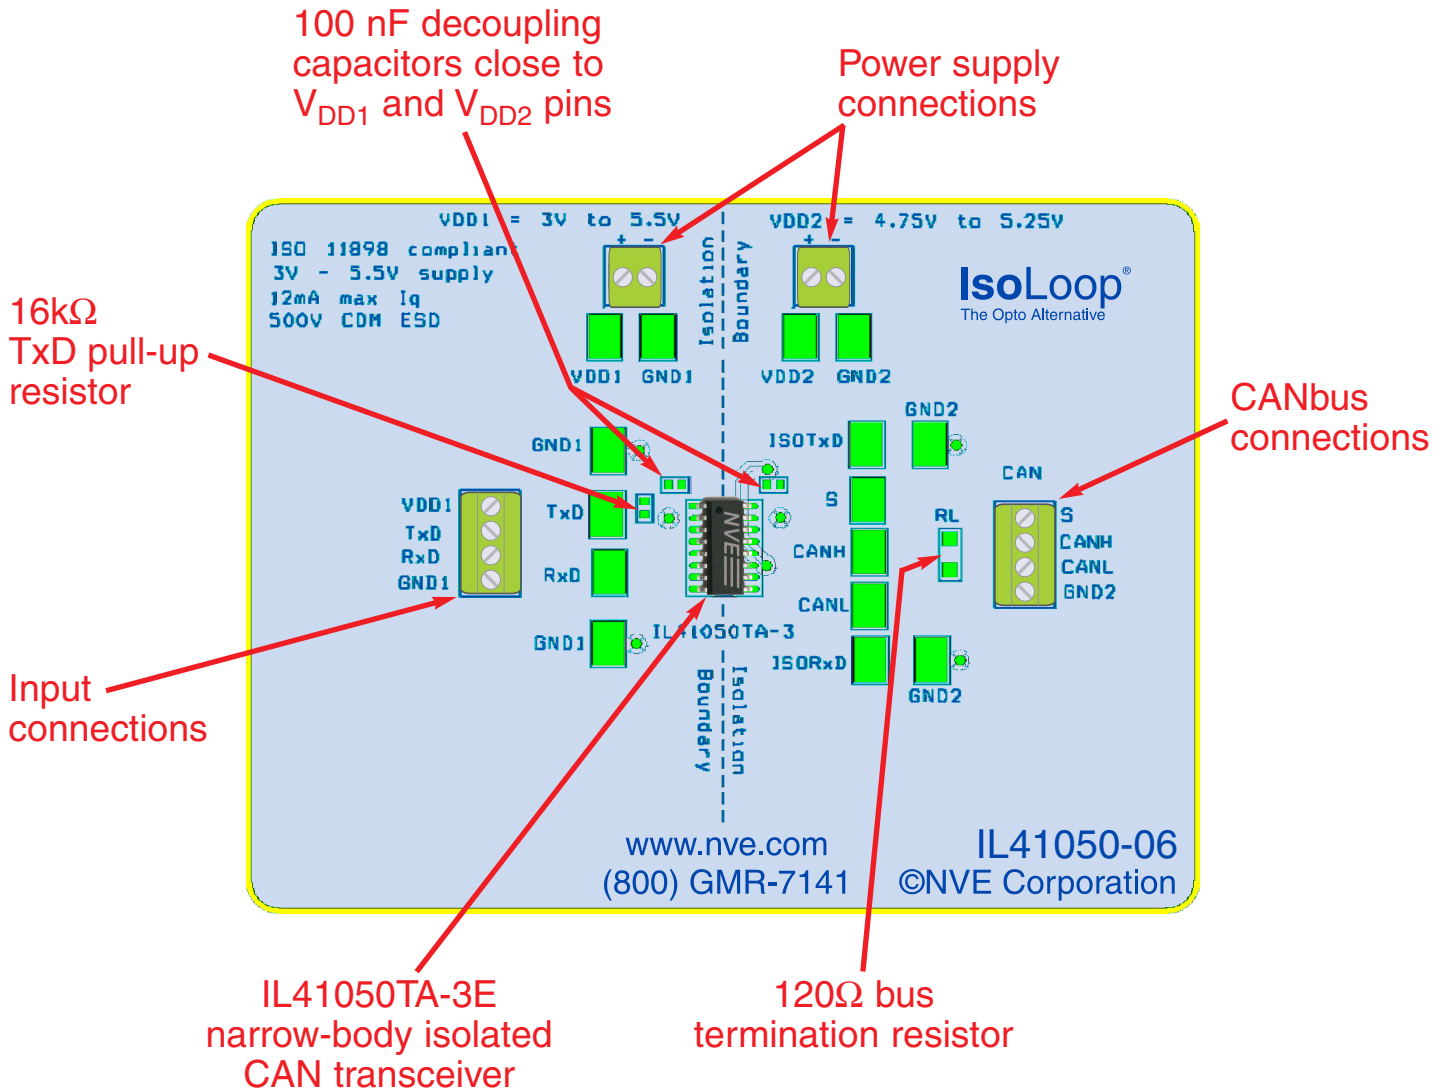 100 nF decoupling
capacitors close to
VDD1 and VDD2 pins
Power supply
connections
VDD1 = 3V to 5.5V
VDD2 = 4.75V to 5.25V
ISO 11898 compliant
3V - 5.5V supply
12mA max Iq
500V CDM ESD
+ -
+ -
Isolation
Boundary
IsoLoop®
The Opto Alternative
16kΩ
TxD pull-up
resistor
VDD1 GND1
VDD2 GND2
CANbus
connections
GND1
TxD
RxD
GND1
VDD1
TxD
RxD
GND1
NVE
IL41050TA-3
ISOTxD
GND2
S
CANH
CANL
ISORxD
GND2
RL
CAN
S
CANH
CANL
GND2
Input
connections
Isolation
Boundary
www.nve.com
(800) GMR-7141
IL41050-06
©NVE Corporation
IL41050TA-3E
narrow-body isolated
CAN transceiver
120Ω bus
termination resistor